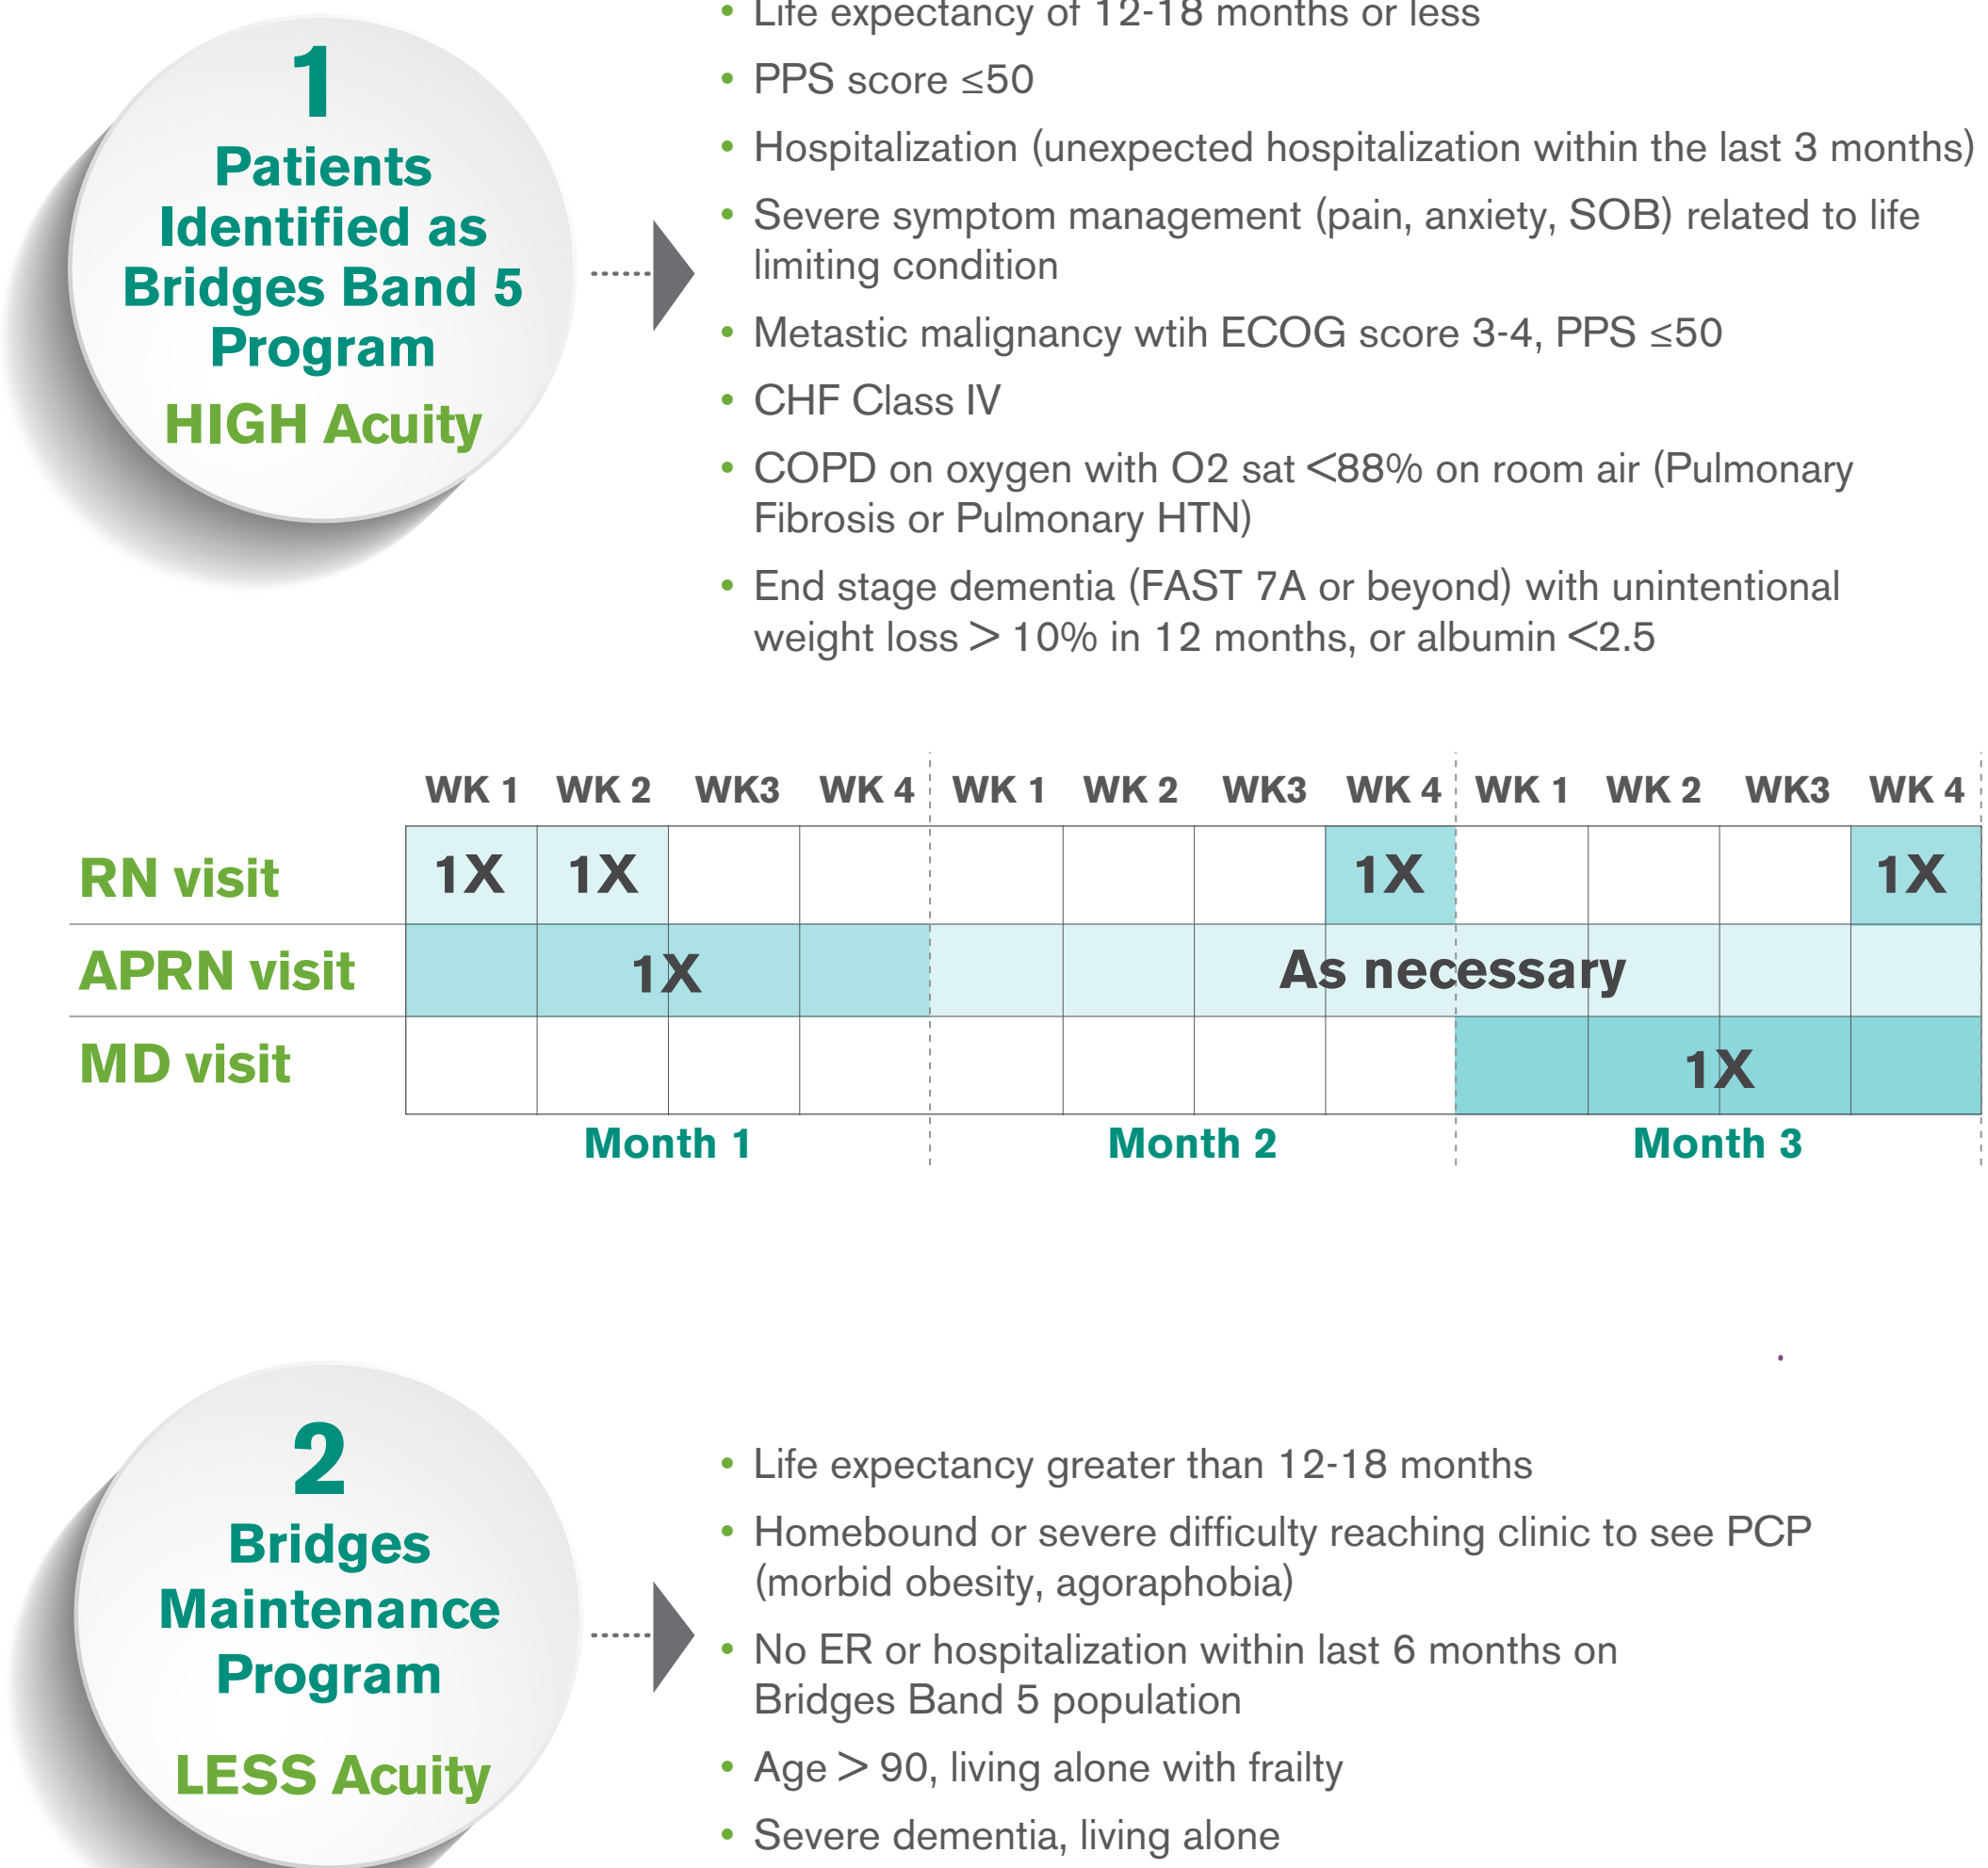 1
Patients
Identified as
Bridges Band 5
Program
HIGH Acuity
• Life expectancy of 12-18 months or less
• PPS score ≤50
• Hospitalization (unexpected hospitalization within the last 3 months)
• Severe symptom management (pain, anxiety, SOB) related to life
limiting condition
• Metastic malignancy wtih ECOG score 3-4, PPS ≤50
• CHF Class IV
• COPD on oxygen with O2 sat <88% on room air (Pulmonary
Fibrosis or Pulmonary HTN)
• End stage dementia (FAST 7A or beyond) with unintentional
weight loss > 10% in 12 months, or albumin <2.5
WK 1 WK 2 WK3 WK 4 WK 1 WK 2 WK3 WK 4 WK 1 WK 2 WK3 WK 4
RN visit 1X 1X 1X 1X
APRN visit 1X As necessary
MD visit 1X
Month 1 Month 2 Month 3
2
Bridges
Maintenance
Program
LESS Acuity
• Life expectancy greater than 12-18 months
• Homebound or severe difficulty reaching clinic to see PCP
(morbid obesity, agoraphobia)
• No ER or hospitalization within last 6 months on
Bridges Band 5 population
• Age > 90, living alone with frailty
• Severe dementia, living alone